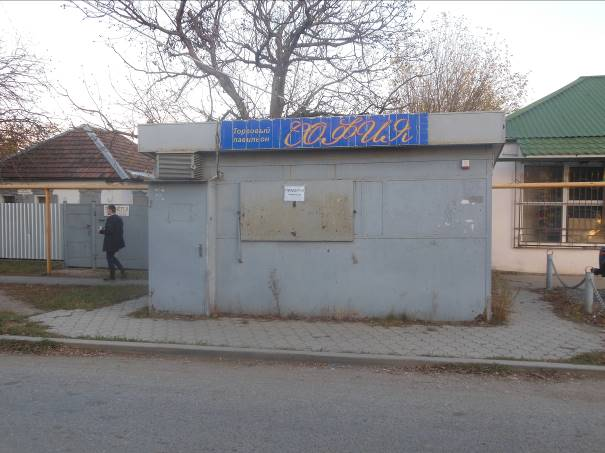 Торговый
павильон
СОФИЯ